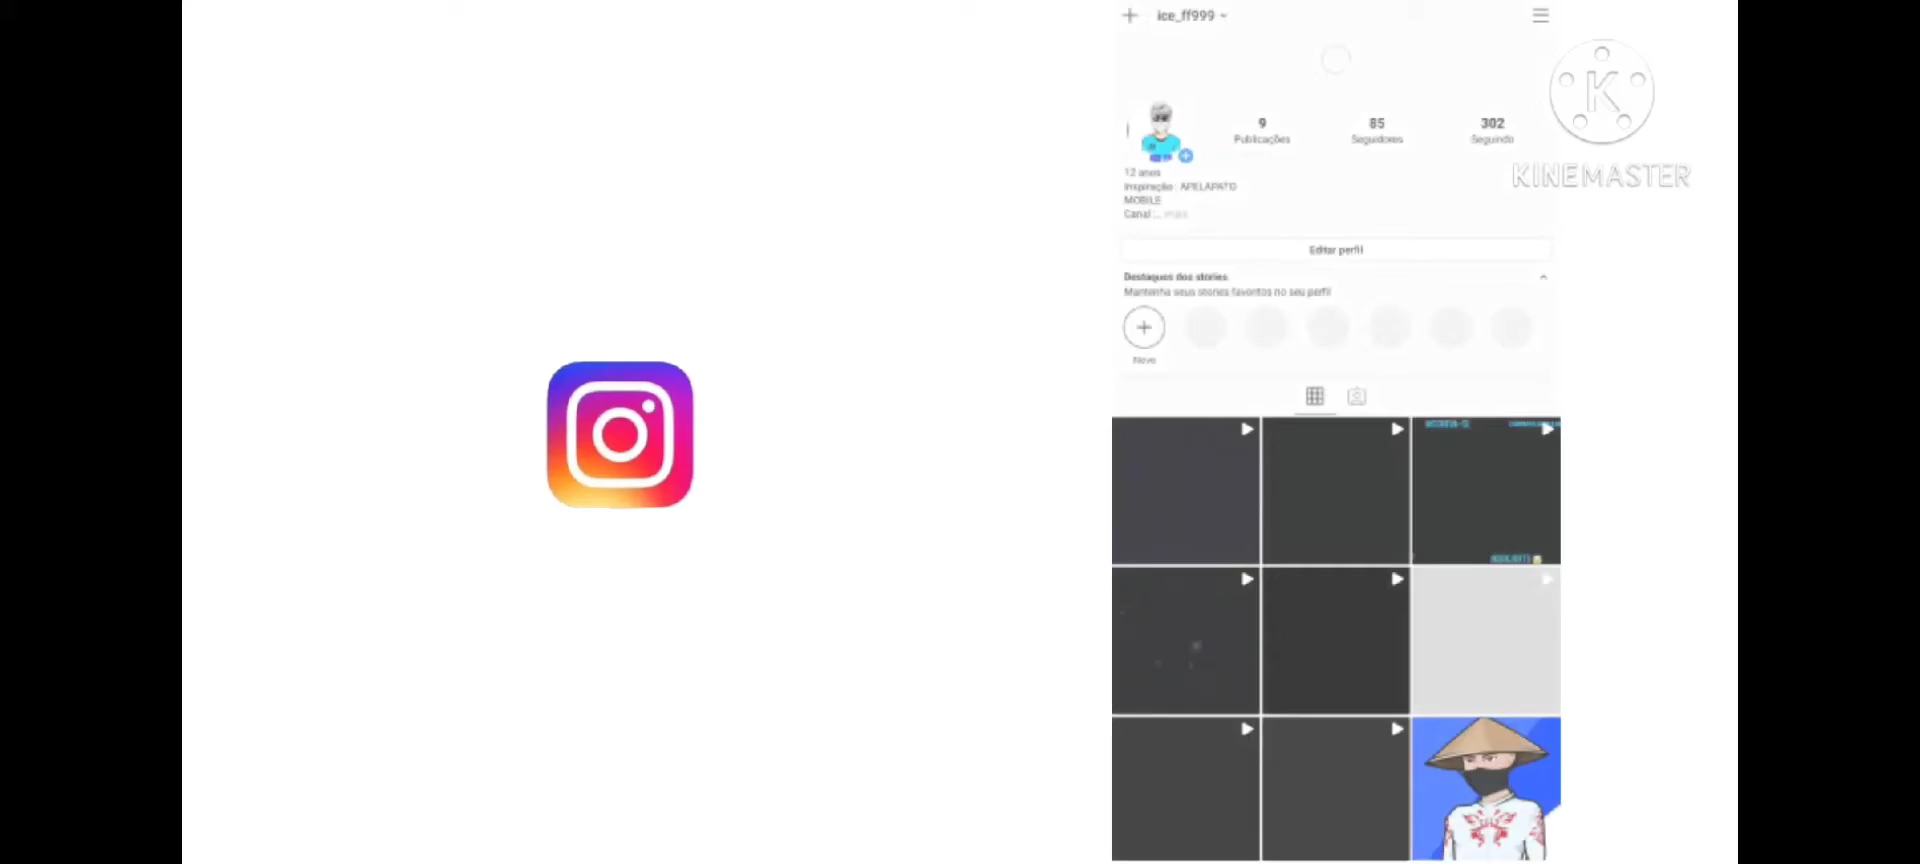 ice_ff999
9
Publicações
85
Seguidores
302
Seguindo
12 anos
Inspiração : APELAPATO
MOBILE
Canal :... mais
Editar perfil
Destaques dos stories
Mantenha seus stories favoritos no seu perfil
Novo
K
KINEMASTER